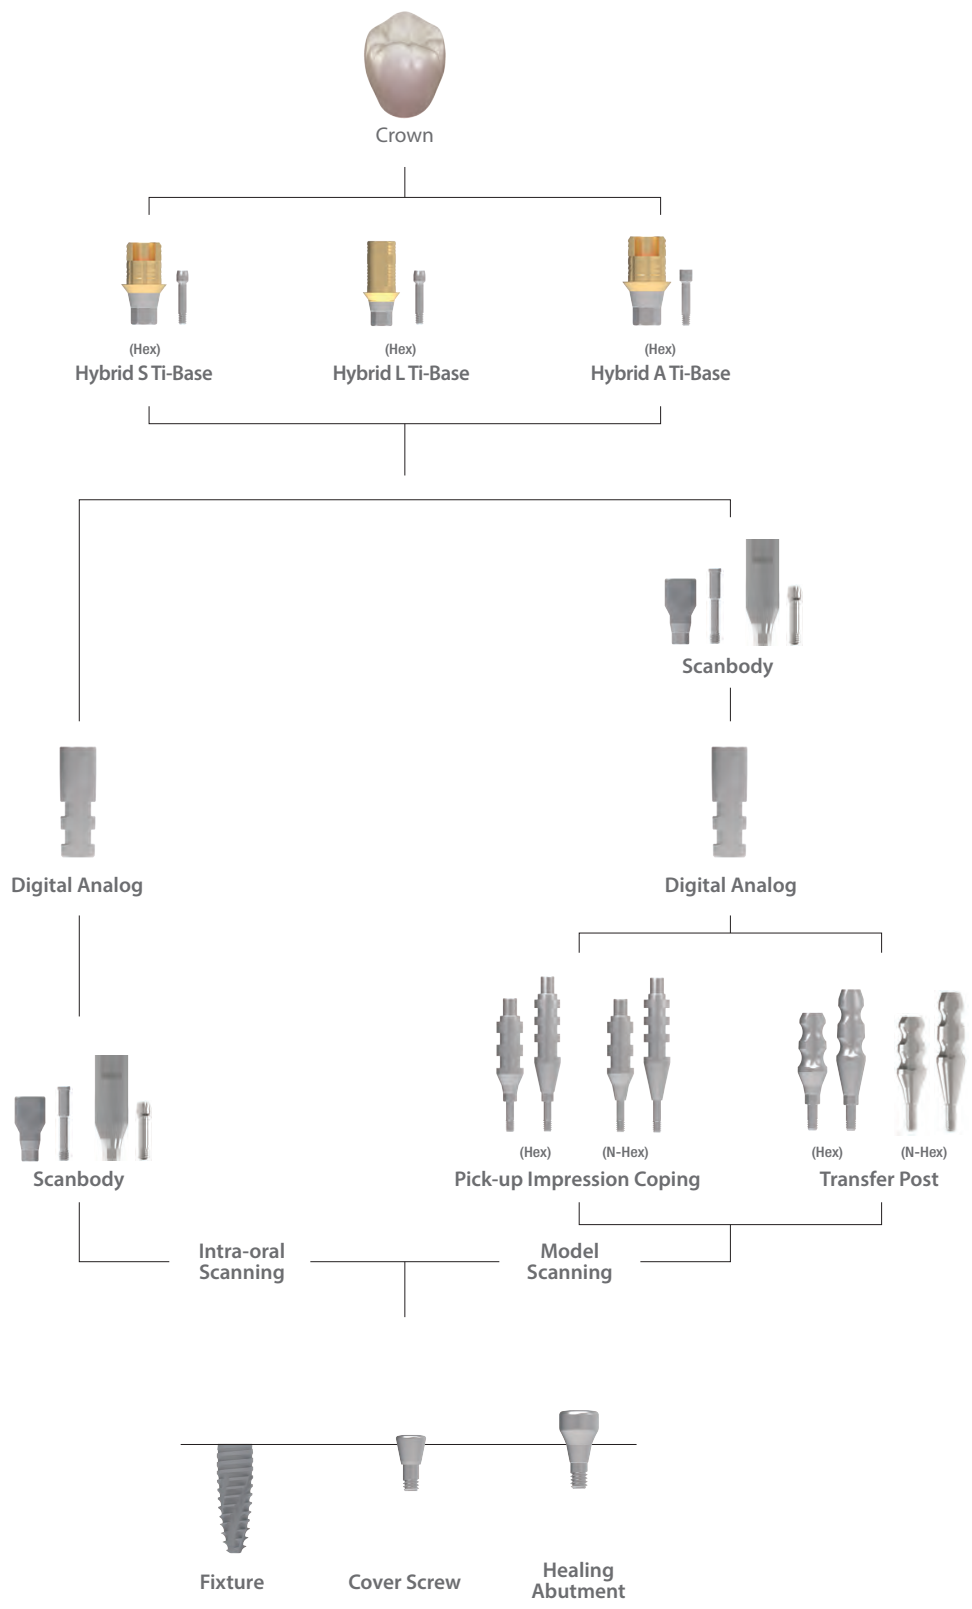 Crown
(Hex)
Hybrid S Ti-Base
(Hex)
Hybrid L Ti-Base
(Hex)
Hybrid A Ti-Base
Scanbody
Digital Analog
Digital Analog
Scanbody
(Hex)
(N-Hex)
Pick-up Impression Coping
(Hex)
(N-Hex)
Transfer Post
Intra-oral
Scanning
Model
Scanning
Fixture
Cover Screw
Healing
Abutment